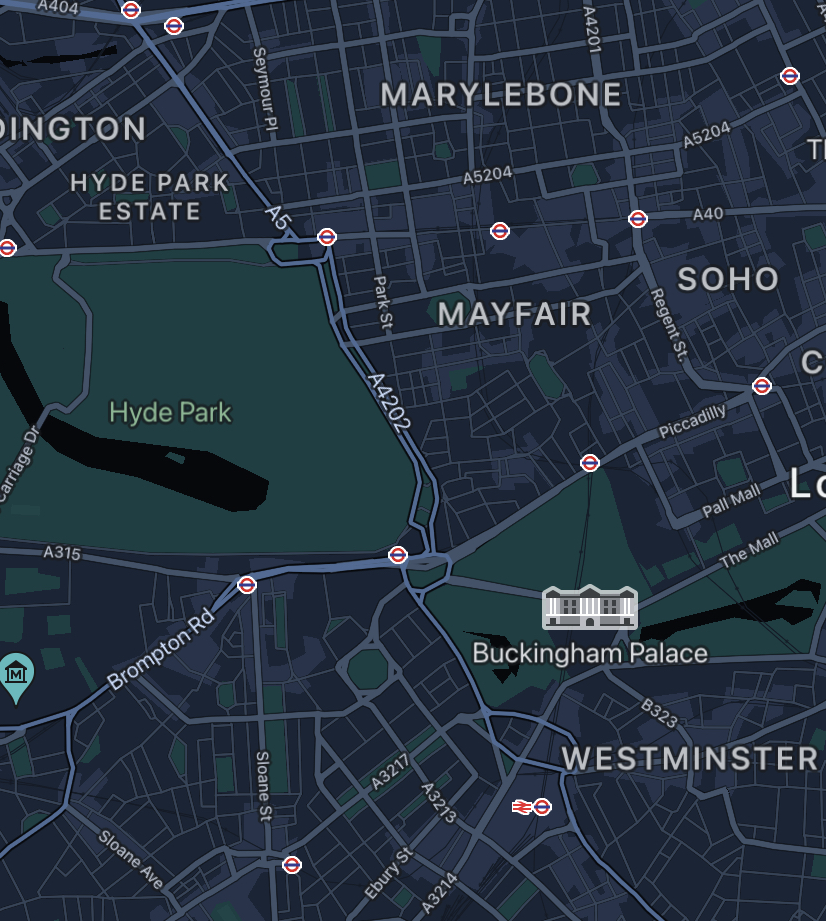 A404
Seymour Pl
A4201
MARYLEBONE
DINGTON
A5204
HYDE PARK
ESTATE
A5204
A5
A40
SOHO
Park St
MAYFAIR
Regent St.
A4202
Hyde Park
Piccadilly
Carriage Dr
Lo
Pall Mall
The Mall
A315
Brompton Rd
Buckingham Palace
M
B323
WESTMINSTER
Sloane St
A3217
A3213
Sloane Ave
Ebury St
A3214